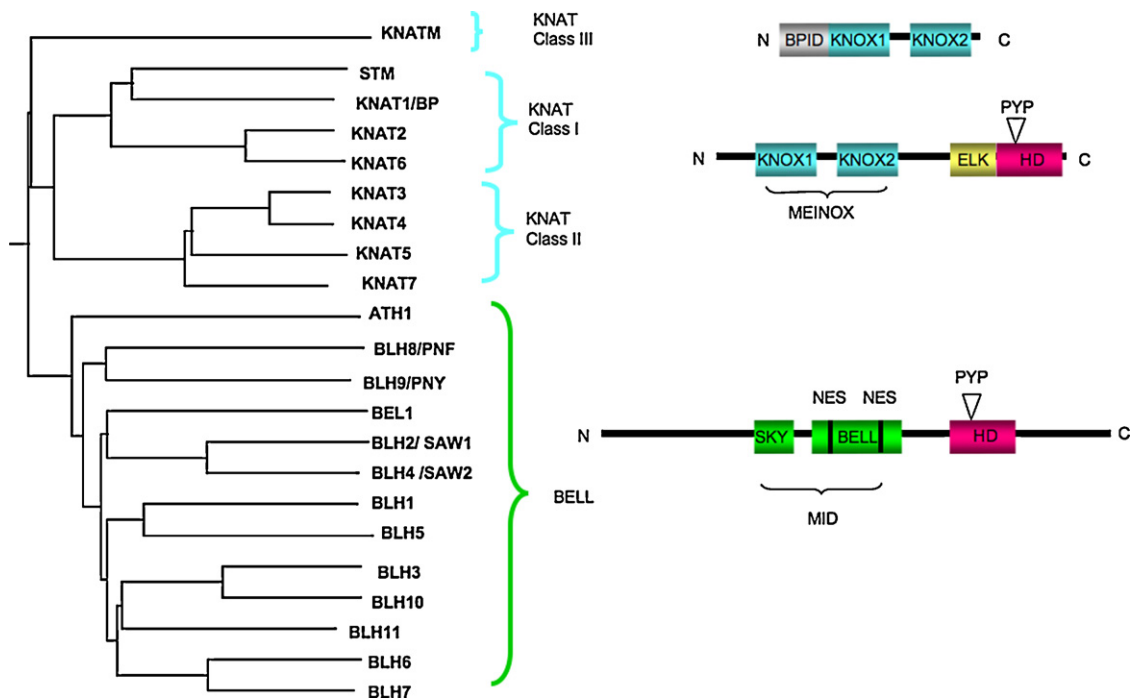 KNATM
STM
KNAT1/BP
KNAT2
KNAT6
KNAT3
KNAT4
KNAT5
KNAT7
ATH1
BLH8/PNF
BLH9/PNY
BEL1
BLH2/ SAW1
BLH4 /SAW2
BLH1
BLH5
BLH3
BLH10
BLH11
BLH6
BLH7
KNAT
Class III
KNAT
Class I
KNAT
Class II
BELL
N BPID KNOX1 KNOX2 C
PYP
N KNOX1 KNOX2 ELK HD C
MEINOX
PYP
NES NES
N SKY BELL HD C
MID